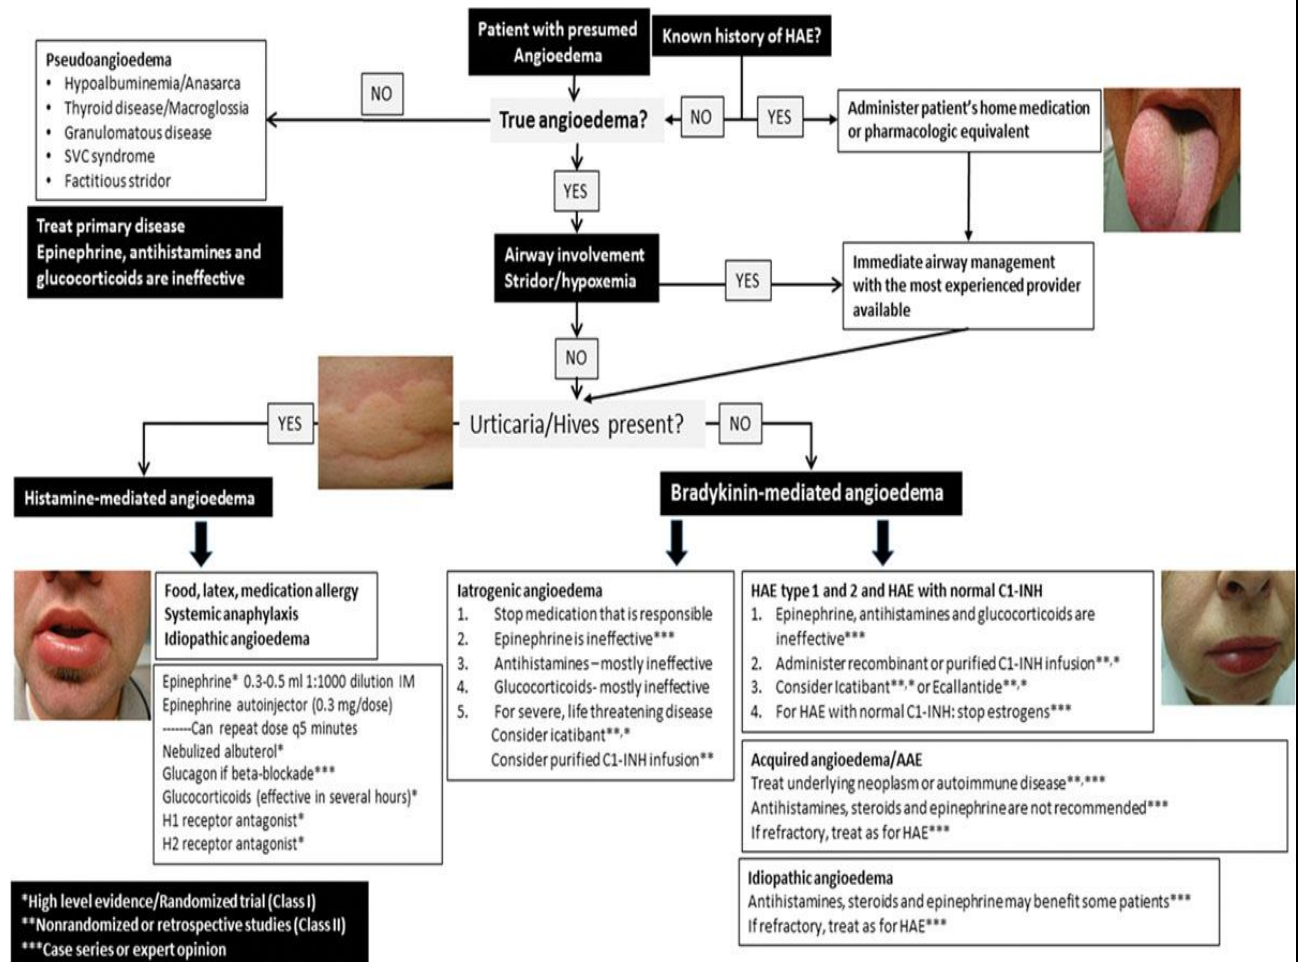 Patient with presumed
Angioedema
Known history of HAE?
Pseudoangioedema
• Hypoalbuminemia/Anasarca
• Thyroid disease/Macroglossia
• Granulomatous disease
• SVC syndrome
• Factitious stridor
NO
True angioedema?
NO
YES
Administer patient's home medication
or pharmacologic equivalent
Treat primary disease
Epinephrine, antihistamines and
glucocorticoids are ineffective
YES
Airway involvement
Stridor/hypoxemia
YES
Immediate airway management
with the most experienced provider
available
NO
YES
Urticaria/Hives present?
NO
Histamine-mediated angioedema
Bradykinin-mediated angioedema
Food, latex, medication allergy
Systemic anaphylaxis
Idiopathic angioedema
Epinephrine* 0.3-0.5 ml 1:1000 dilution IM
Epinephrine autoinjector (0.3 mg/dose)
-------Can repeat dose q5 minutes
Nebulized albuterol*
Glucagon if beta-blockade***
Glucocorticoids (effective in several hours)*
H1 receptor antagonist*
H2 receptor antagonist*
Iatrogenic angioedema
1. Stop medication that is responsible
2. Epinephrine is ineffective***
3. Antihistamines – mostly ineffective
4. Glucocorticoids- mostly ineffective
5. For severe, life threatening disease
Consider icatibant**,*
Consider purified C1-INH infusion**
HAE type 1 and 2 and HAE with normal C1-INH
1. Epinephrine, antihistamines and glucocorticoids are
ineffective***
2. Administer recombinant or purified C1-INH infusion**,*
3. Consider Icatibant**,* or Ecallantide**,*
4. For HAE with normal C1-INH: stop estrogens***
Acquired angioedema/AAE
Treat underlying neoplasm or autoimmune disease**,***
Antihistamines, steroids and epinephrine are not recommended***
If refractory, treat as for HAE***
Idiopathic angioedema
Antihistamines, steroids and epinephrine may benefit some patients***
If refractory, treat as for HAE***
*High level evidence/Randomized trial (Class I)
**Nonrandomized or retrospective studies (Class II)
***Case series or expert opinion